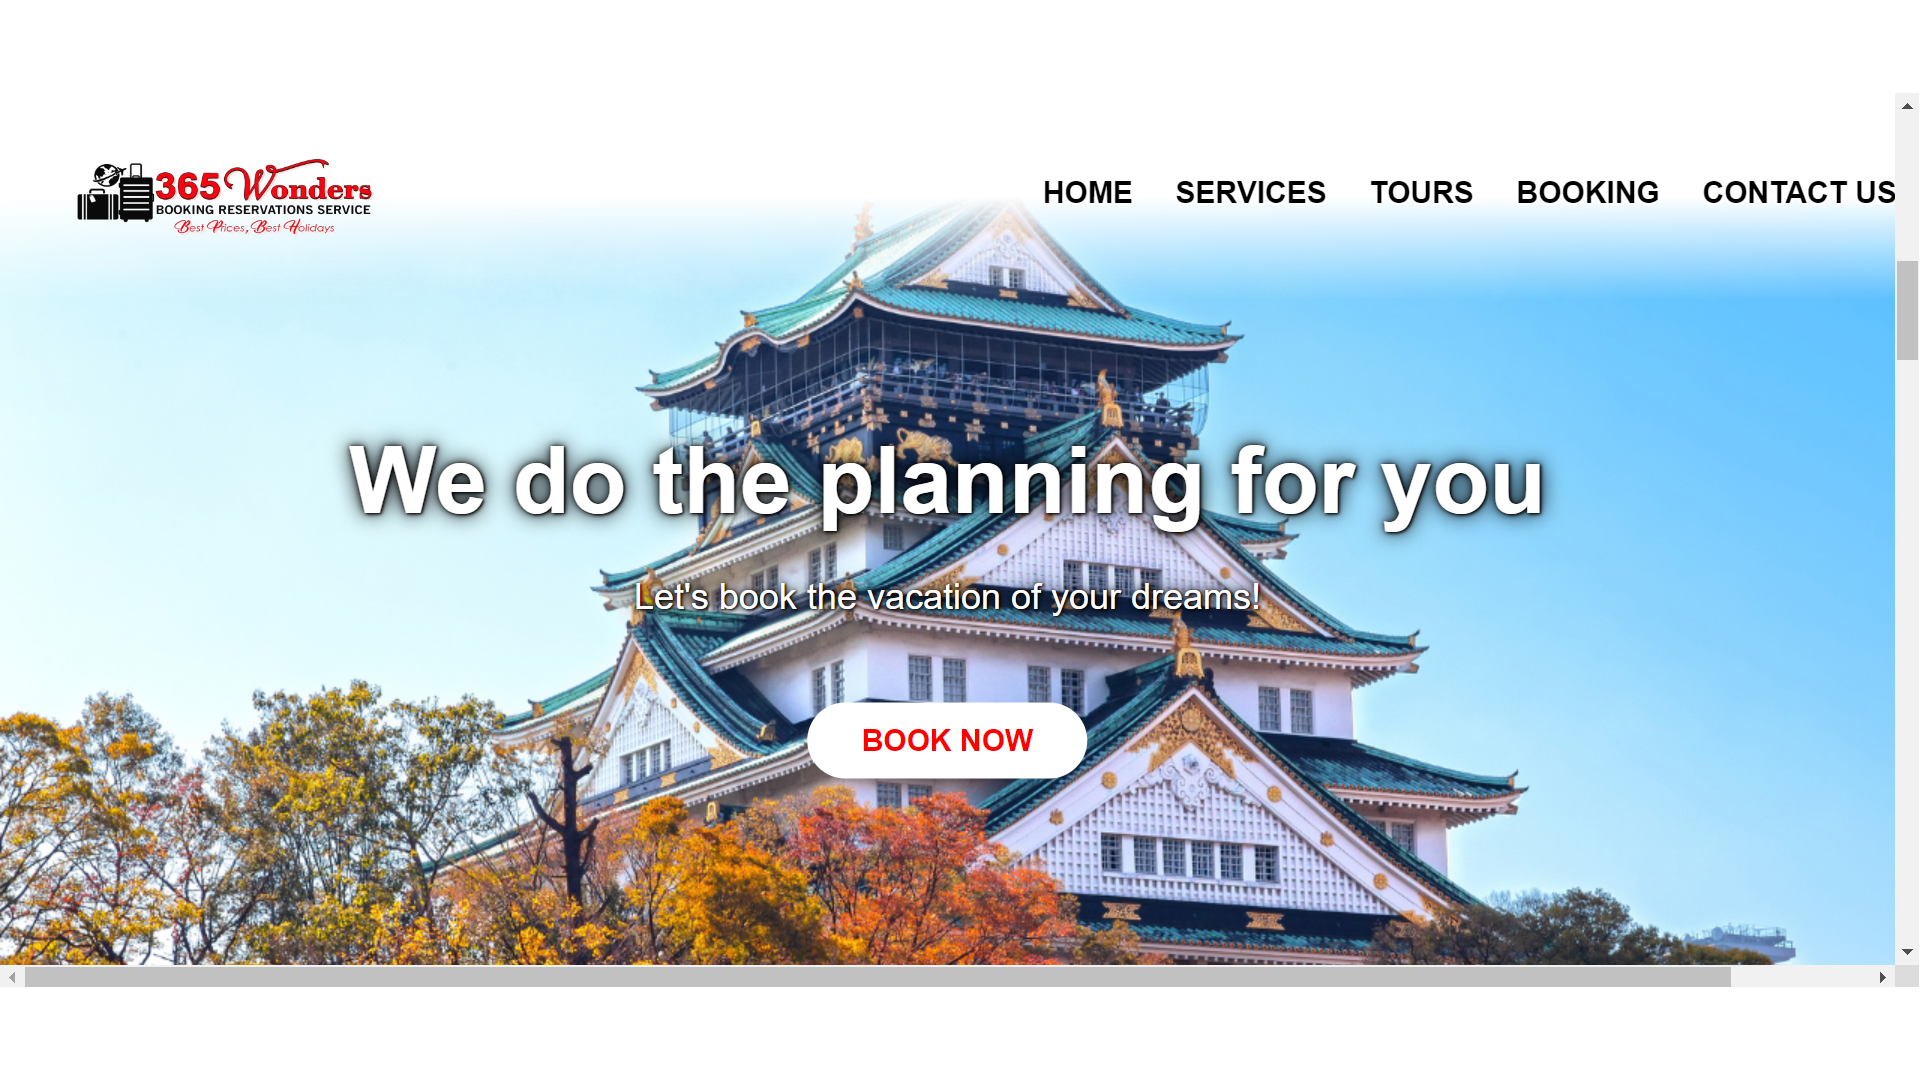 365 Wonders
BOOKING RESERVATIONS SERVICE
Best Prices, Best Holidays
HOME SERVICES TOURS BOOKING CONTACT US
We do the planning for you
Let's book the vacation of your dreams!
BOOK NOW